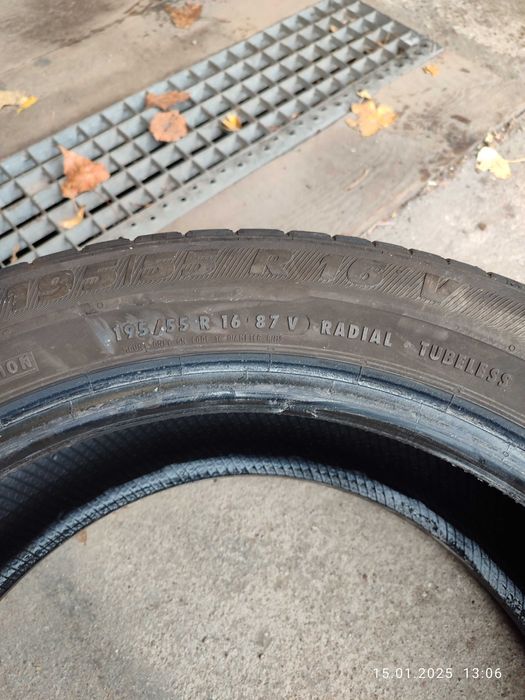 195/55 R 16 V
195/55 R 16 87 V) RADIAL TUBELESS
15.01.2025 13:06